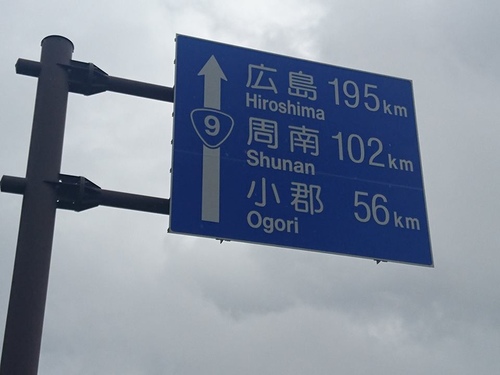 広島 195km
Hiroshima
9
周南 102km
Shunan
小郡 56km
Ogori